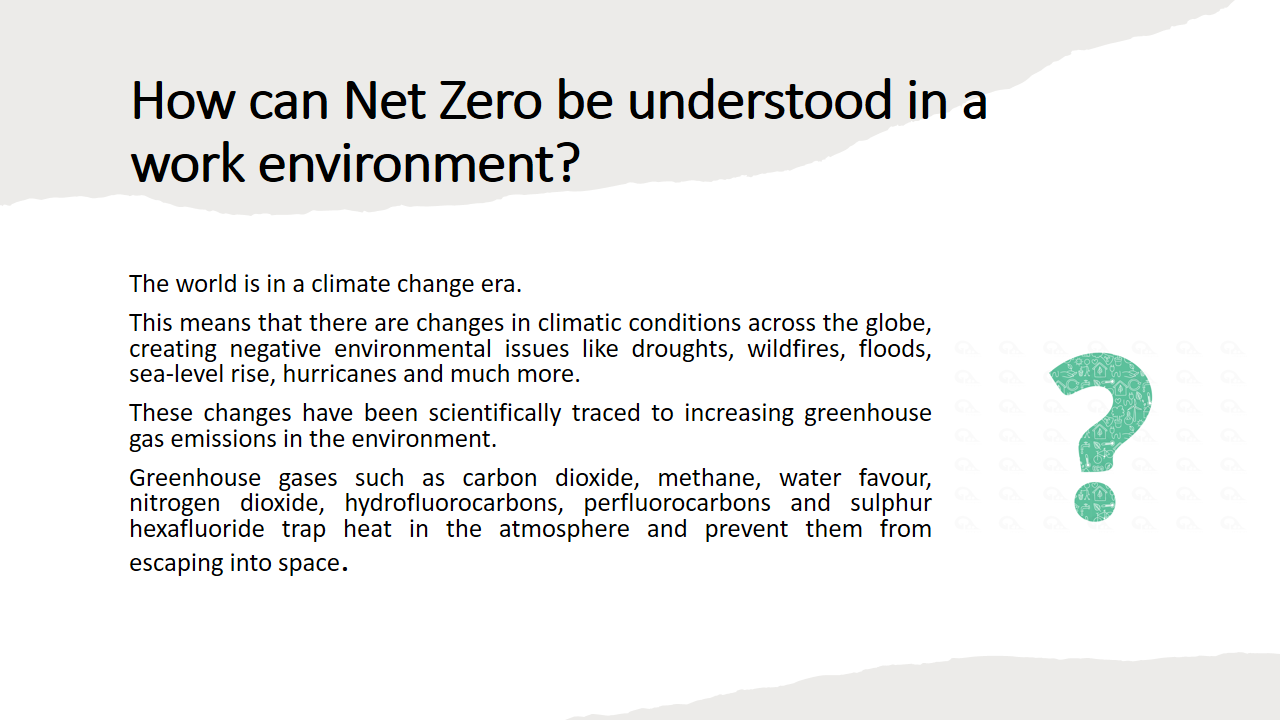 How can Net Zero be understood in a
work environment?
The world is in a climate change era.
This means that there are changes in climatic conditions across the globe,
creating negative environmental issues like droughts, wildfires, floods,
sea-level rise, hurricanes and much more.
These changes have been scientifically traced to increasing greenhouse
gas emissions in the environment.
Greenhouse gases such as carbon dioxide, methane, water favour,
nitrogen dioxide, hydrofluorocarbons, perfluorocarbons and sulphur
hexafluoride trap heat in the atmosphere and prevent them from
escaping into space.
?